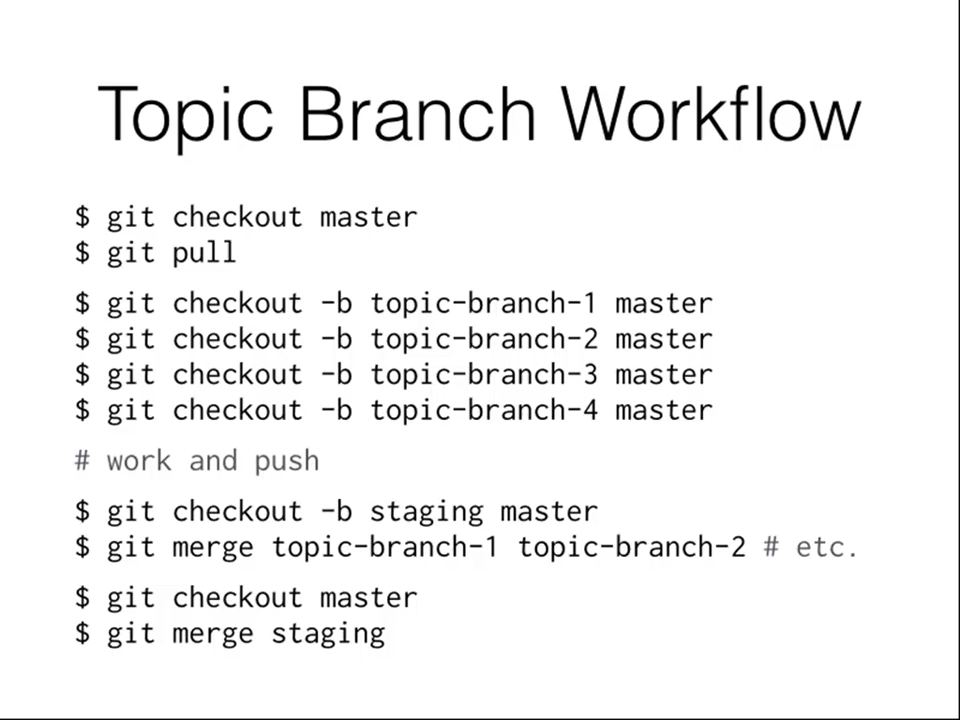 Topic Branch Workflow
$ git checkout master
$ git pull
$ git checkout -b topic-branch-1 master
$ git checkout -b topic-branch-2 master
$ git checkout -b topic-branch-3 master
$ git checkout -b topic-branch-4 master
# work and push
$ git checkout -b staging master
$ git merge topic-branch-1 topic-branch-2 # etc.
$ git checkout master
$ git merge staging